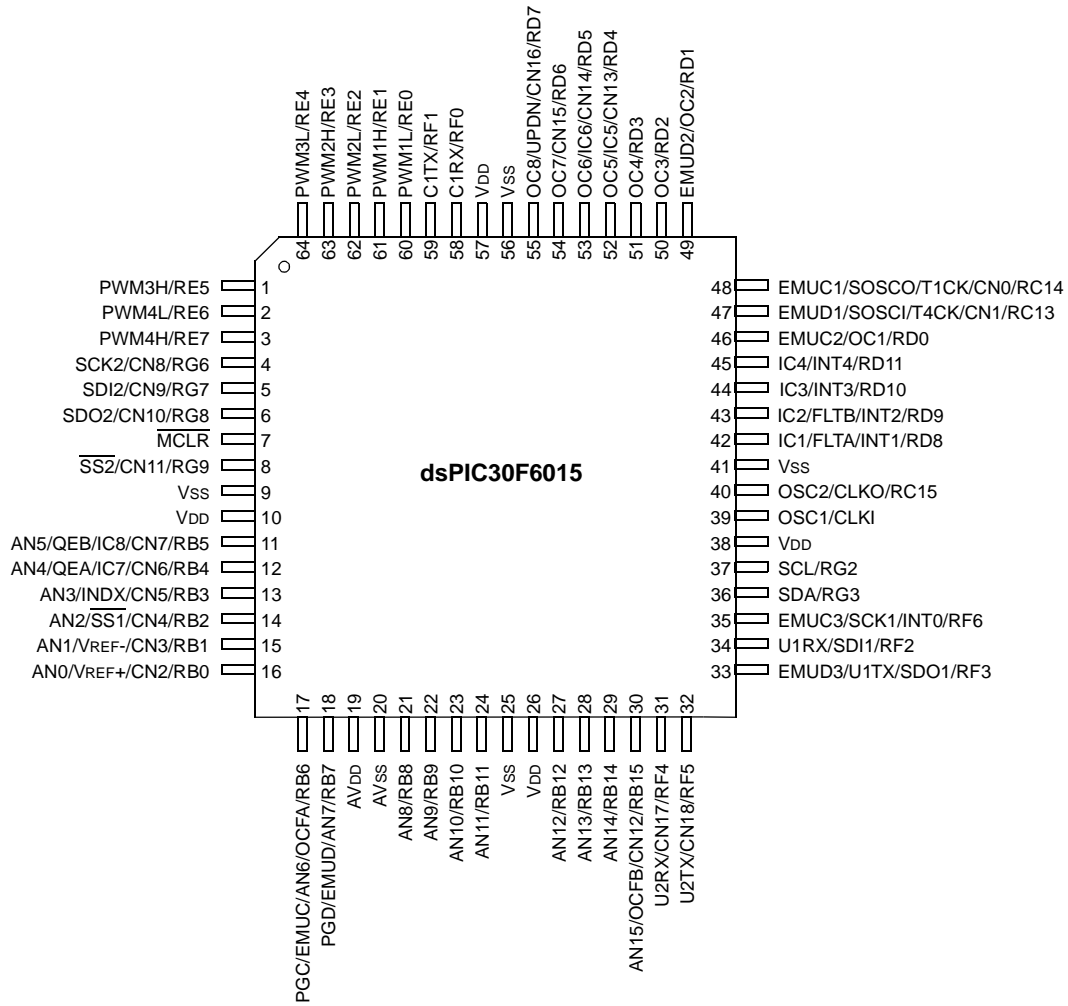 PWM3L/RE4
PWM2H/RE3
PWM2L/RE2
PWM1H/RE1
PWM1L/RE0
C1TX/RF1
C1RX/RF0
VDD
VSS
OC8/UPDN/CN16/RD7
OC7/CN15/RD6
OC6/IC6/CN14/RD5
OC5/IC5/CN13/RD4
OC4/RD3
OC3/RD2
EMUD2/OC2/RD1
64
63
62
61
60
59
58
57
56
55
54
53
52
51
50
49
PWM3H/RE5 1
PWM4L/RE6 2
PWM4H/RE7 3
SCK2/CN8/RG6 4
SDI2/CN9/RG7 5
SDO2/CN10/RG8 6
MCLR 7
SS2/CN11/RG9 8
VSS 9
VDD 10
AN5/QEB/IC8/CN7/RB5 11
AN4/QEA/IC7/CN6/RB4 12
AN3/INDX/CN5/RB3 13
AN2/SS1/CN4/RB2 14
AN1/VREF-/CN3/RB1 15
AN0/VREF+/CN2/RB0 16
dsPIC30F6015
48 EMUC1/SOSCO/T1CK/CN0/RC14
47 EMUD1/SOSCI/T4CK/CN1/RC13
46 EMUC2/OC1/RD0
45 IC4/INT4/RD11
44 IC3/INT3/RD10
43 IC2/FLTB/INT2/RD9
42 IC1/FLTA/INT1/RD8
41 VSS
40 OSC2/CLKO/RC15
39 OSC1/CLKI
38 VDD
37 SCL/RG2
36 SDA/RG3
35 EMUC3/SCK1/INT0/RF6
34 U1RX/SDI1/RF2
33 EMUD3/U1TX/SDO1/RF3
17
18
19
20
21
22
23
24
25
26
27
28
29
30
31
32
PGC/EMUC/AN6/OCFA/RB6
PGD/EMUD/AN7/RB7
AVDD
AVSS
AN8/RB8
AN9/RB9
AN10/RB10
AN11/RB11
VSS
VDD
AN12/RB12
AN13/RB13
AN14/RB14
AN15/OCFB/CN12/RB15
U2RX/CN17/RF4
U2TX/CN18/RF5